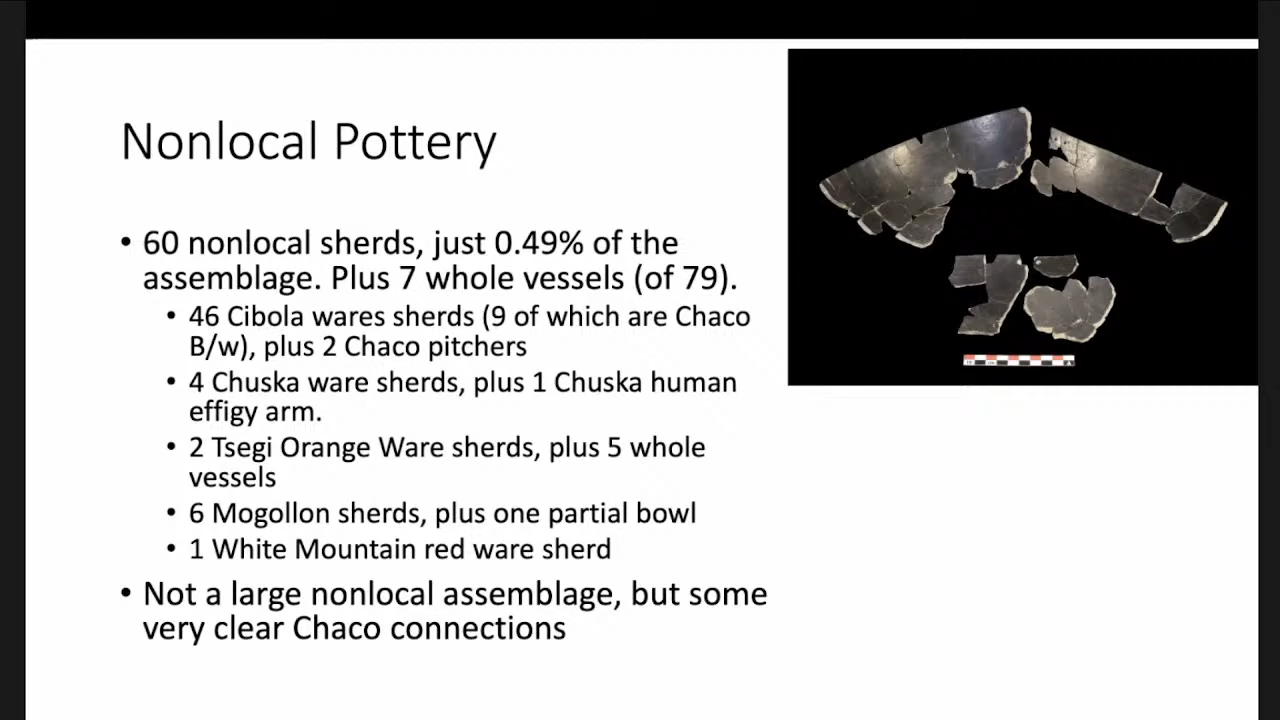 Nonlocal Pottery
• 60 nonlocal sherds, just 0.49% of the
assemblage. Plus 7 whole vessels (of 79).
• 46 Cibola wares sherds (9 of which are Chaco
B/w), plus 2 Chaco pitchers
• 4 Chuska ware sherds, plus 1 Chuska human
effigy arm.
• 2 Tsegi Orange Ware sherds, plus 5 whole
vessels
• 6 Mogollon sherds, plus one partial bowl
• 1 White Mountain red ware sherd
• Not a large nonlocal assemblage, but some
very clear Chaco connections